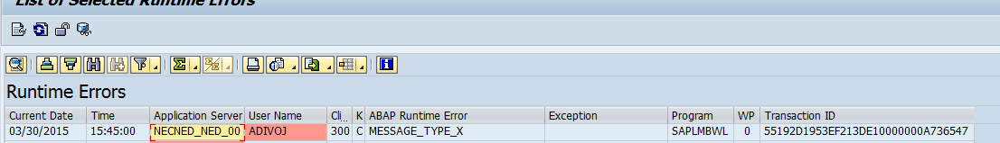 List of Selected Runtime Errors
Runtime Errors
Current Date Time Application Server User Name Cli... K ABAP Runtime Error Exception Program WP Transaction ID
03/30/2015 15:45:00 NECNED_NED_00 ADIVOJ 300 C MESSAGE_TYPE_X SAPLMBWL 0 55192D1953EF213DE10000000A736547